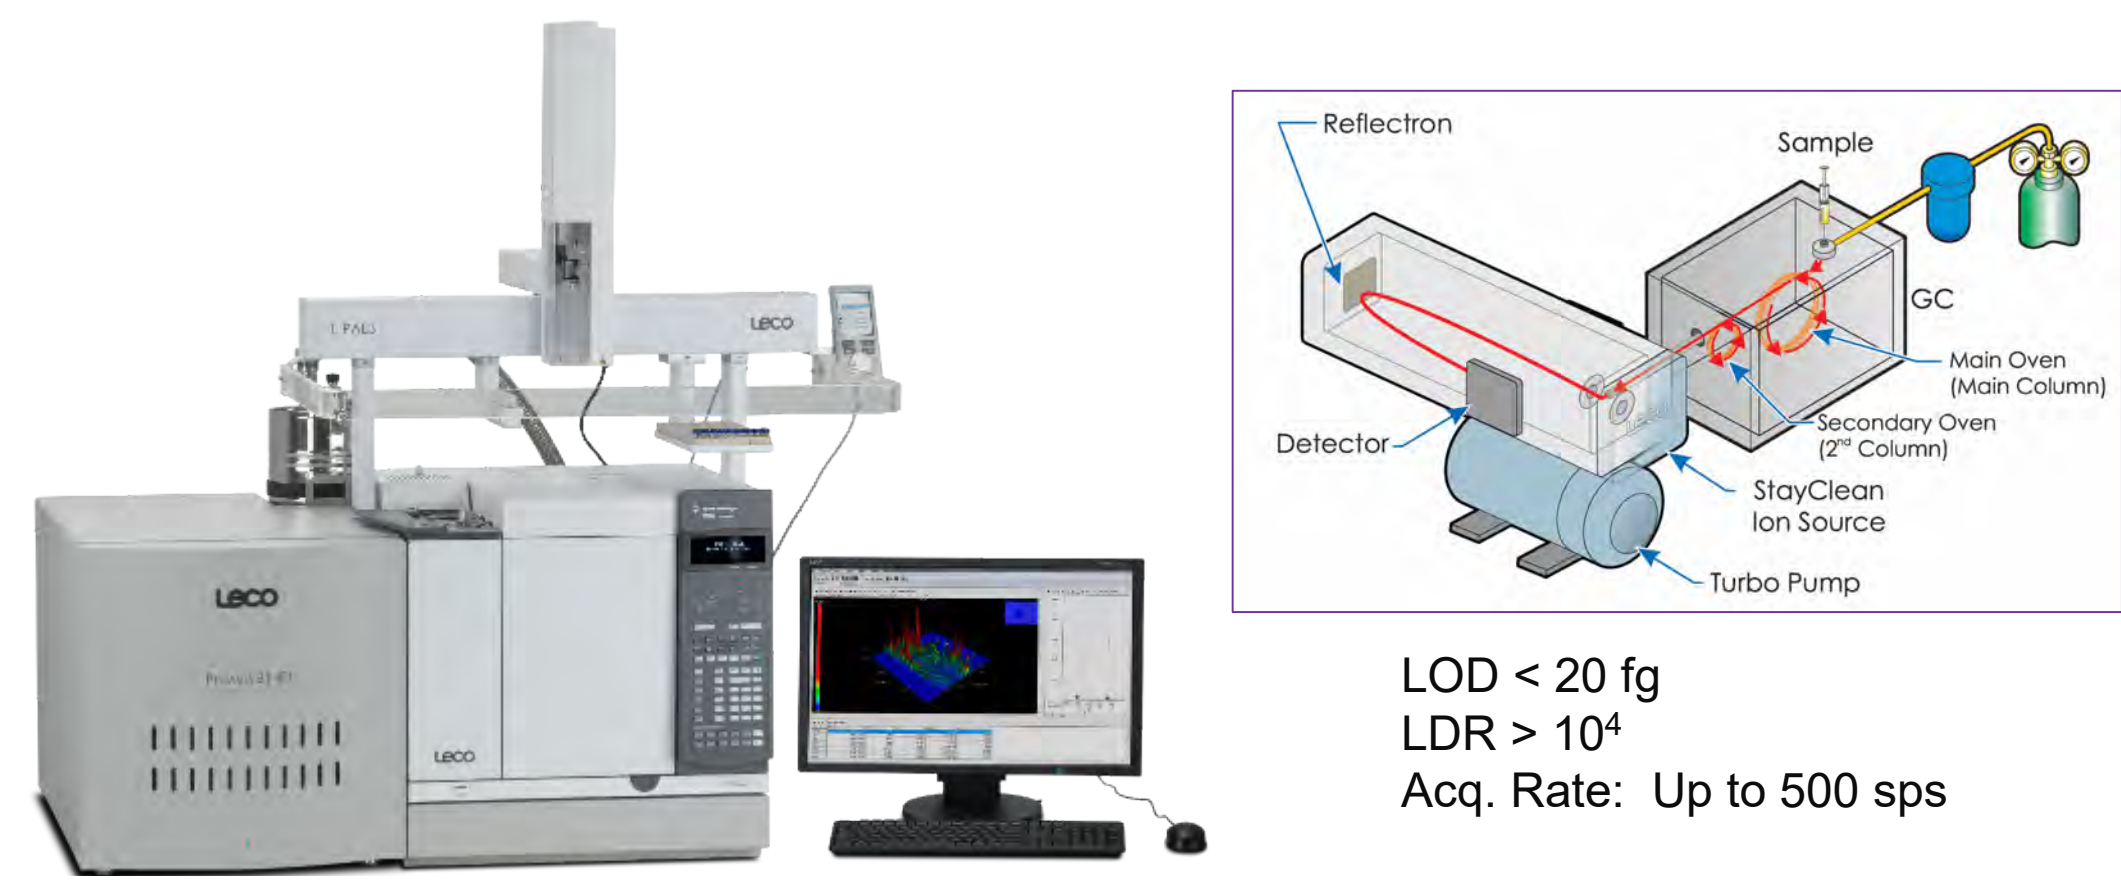 LECO
LECO
LECO
Reflectron
Sample
GC
Main Oven
(Main Column)
Secondary Oven
(2nd Column)
Detector
StayClean
Ion Source
Turbo Pump
LOD < 20 fg
LDR > 10⁴
Acq. Rate: Up to 500 sps